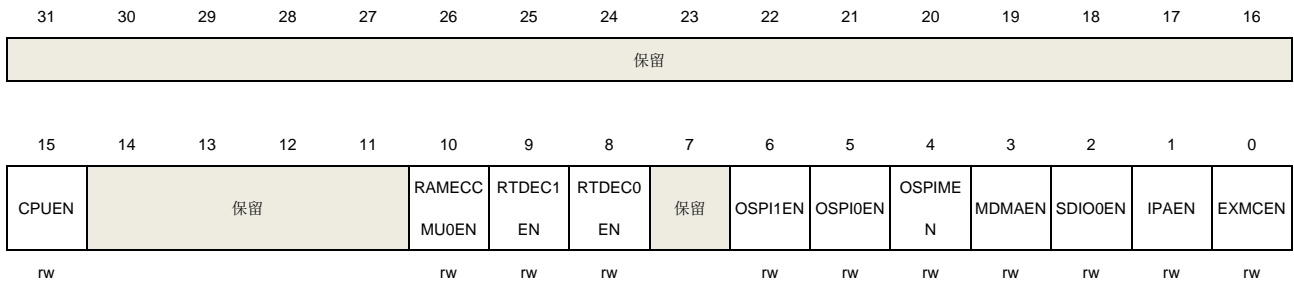 31 30 29 28 27 26 25 24 23 22 21 20 19 18 17 16
保留
15 14 13 12 11 10 9 8 7 6 5 4 3 2 1 0
CPUEN 保留 RAMECC MU0EN RTDEC1 EN RTDEC0 EN 保留 OSPI1EN OSPI0EN OSPIME N MDMAEN SDIO0EN IPAEN EXMCEN
rw rw rw rw rw rw rw rw rw rw rw